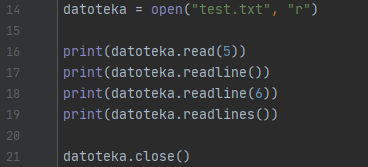 14 datoteka = open("test.txt", "r")
15
16 print(datoteka.read(5))
17 print(datoteka.readline())
18 print(datoteka.readline(6))
19 print(datoteka.readlines())
20
21 datoteka.close()